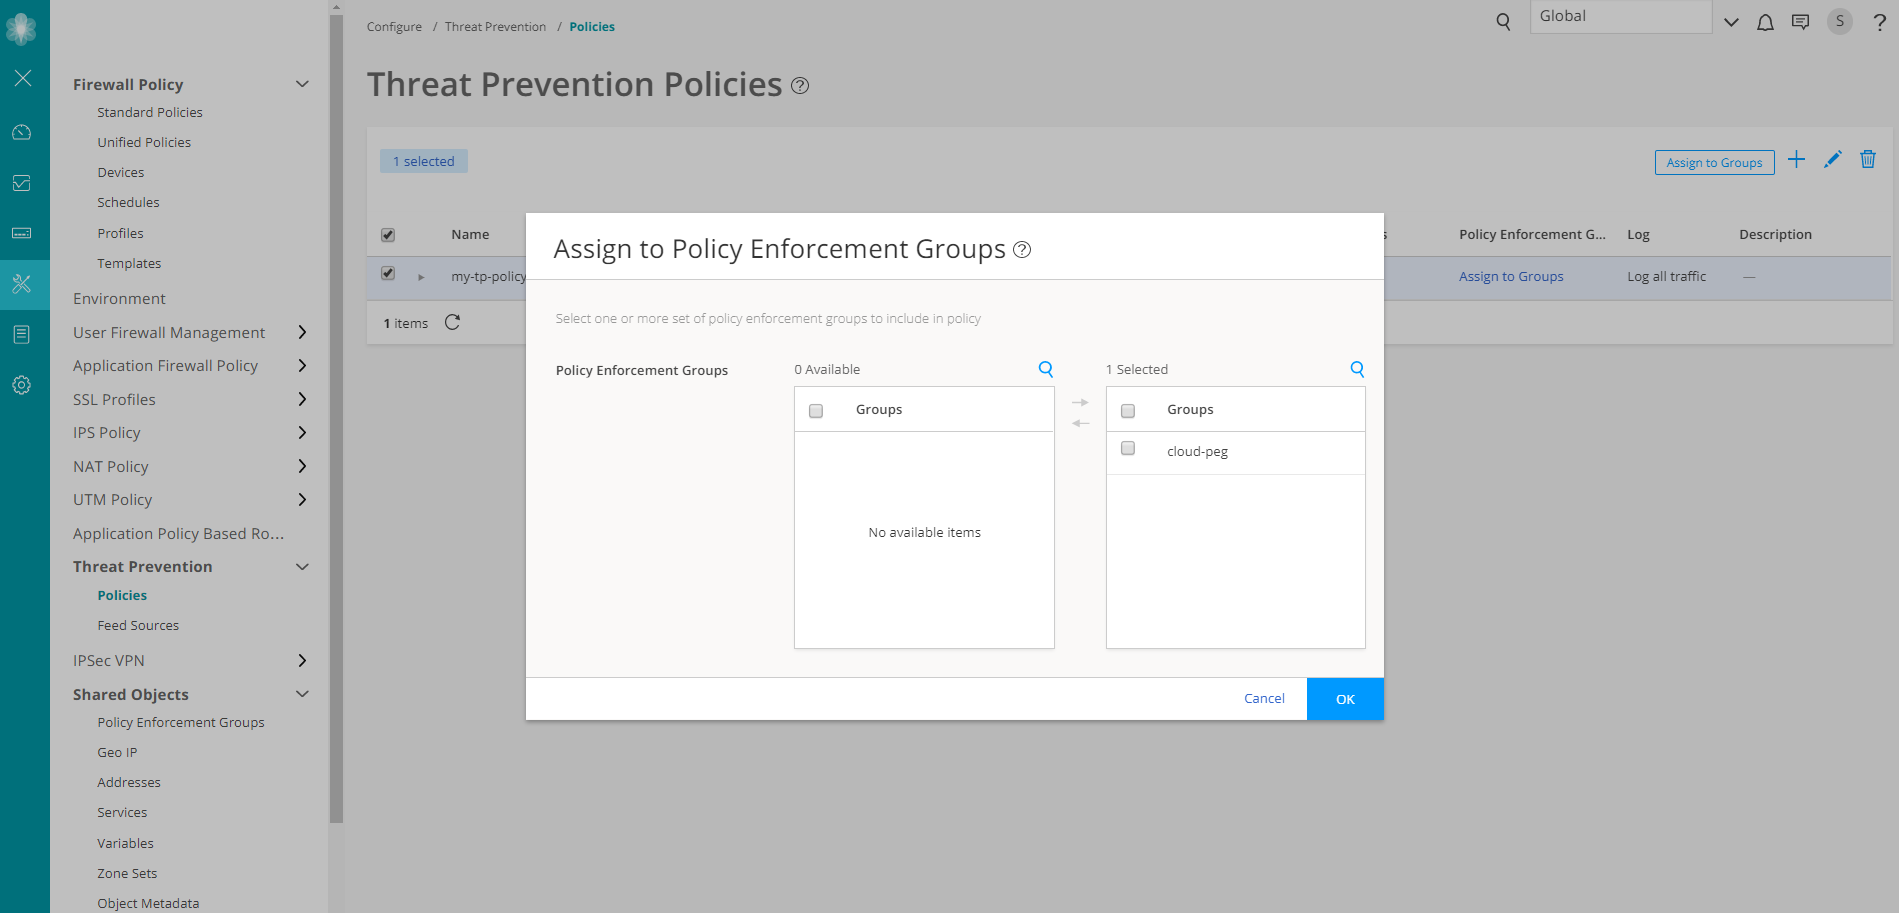 Configure / Threat Prevention / Policies
Global
S
?
Threat Prevention Policies ?
Firewall Policy
Standard Policies
Unified Policies
Devices
Schedules
Profiles
Templates
Environment
User Firewall Management
Application Firewall Policy
SSL Profiles
IPS Policy
NAT Policy
UTM Policy
Application Policy Based Ro...
Threat Prevention
Policies
Feed Sources
IPSec VPN
Shared Objects
Policy Enforcement Groups
Geo IP
Addresses
Services
Variables
Zone Sets
Object Metadata
1 selected
Assign to Groups
Name
s
Policy Enforcement G...
Log
Description
my-tp-policy
Assign to Groups
Log all traffic
—
1 items
Assign to Policy Enforcement Groups ?
Select one or more set of policy enforcement groups to include in policy
Policy Enforcement Groups
0 Available
1 Selected
Groups
Groups
cloud-peg
No available items
Cancel
OK